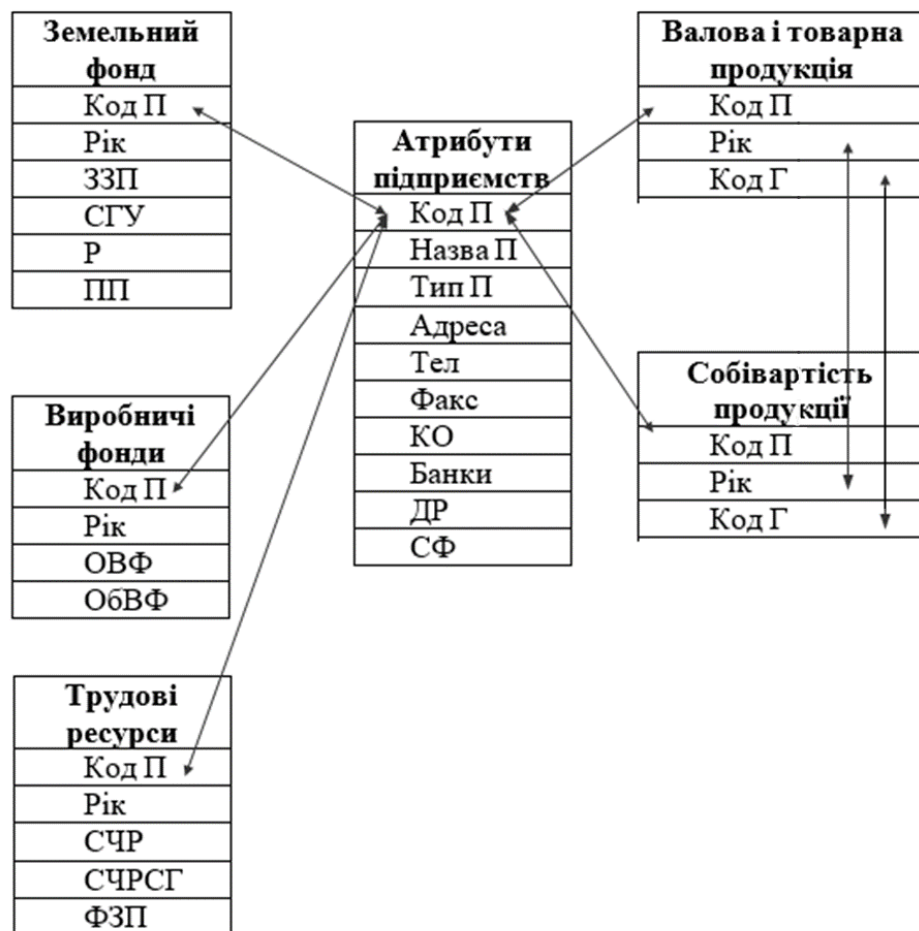 Земельний
фонд
Код П
Рік
ЗЗП
СГУ
Р
ПП
Виробничі
фонди
Код П
Рік
ОВФ
ОбВФ
Трудові
ресурси
Код П
Рік
СЧР
СЧРСГ
ФЗП
Атрибути
підприємств
Код П
Назва П
Тип П
Адреса
Тел
Факс
КО
Банки
ДР
СФ
Валова і товарна
продукція
Код П
Рік
Код Г
Собівартість
продукції
Код П
Рік
Код Г